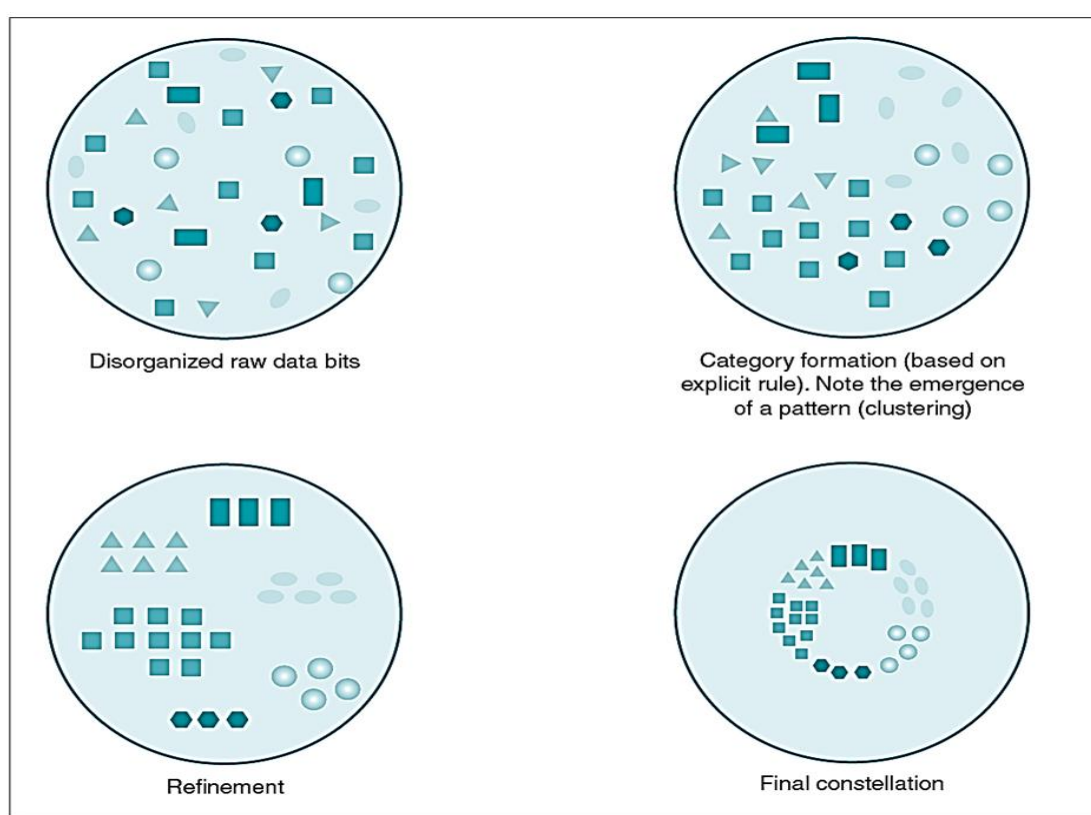 Disorganized raw data bits
Category formation (based on
explicit rule). Note the emergence
of a pattern (clustering)
Refinement
Final constellation